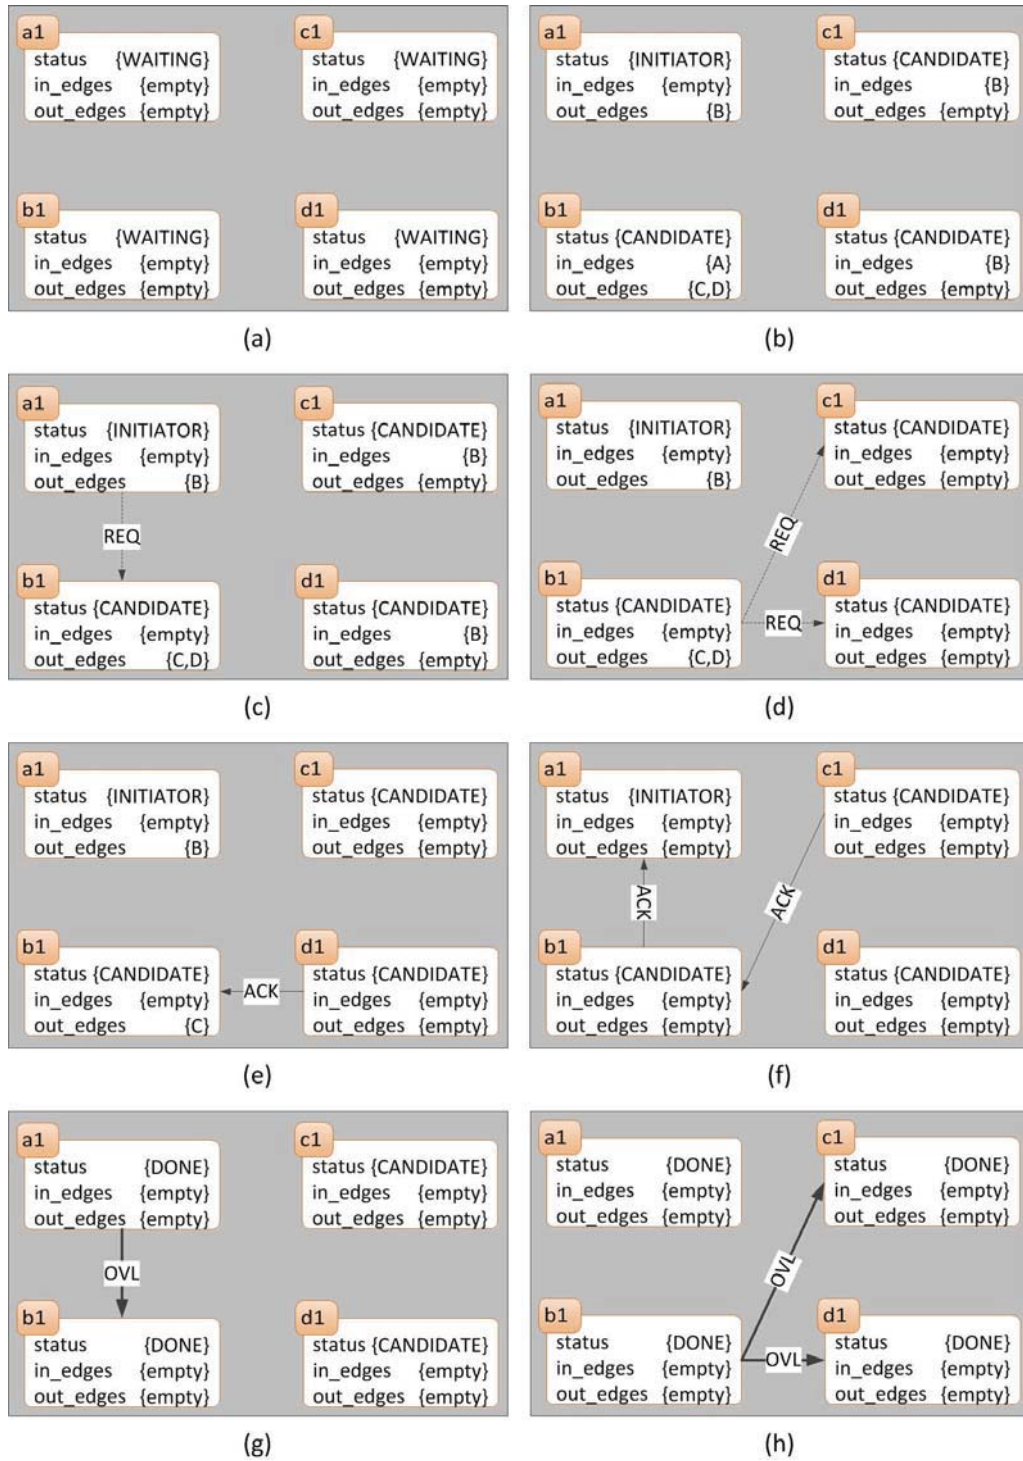 a1
status {WAITING}
in_edges {empty}
out_edges {empty}
c1
status {WAITING}
in_edges {empty}
out_edges {empty}
b1
status {WAITING}
in_edges {empty}
out_edges {empty}
d1
status {WAITING}
in_edges {empty}
out_edges {empty}
(a)
a1
status {INITIATOR}
in_edges {empty}
out_edges {B}
c1
status {CANDIDATE}
in_edges {B}
out_edges {empty}
b1
status {CANDIDATE}
in_edges {A}
out_edges {C,D}
d1
status {CANDIDATE}
in_edges {B}
out_edges {empty}
(b)
a1
status {INITIATOR}
in_edges {empty}
out_edges {B}
c1
status {CANDIDATE}
in_edges {B}
out_edges {empty}
REQ
b1
status {CANDIDATE}
in_edges {empty}
out_edges {C,D}
d1
status {CANDIDATE}
in_edges {B}
out_edges {empty}
(c)
a1
status {INITIATOR}
in_edges {empty}
out_edges {B}
c1
status {CANDIDATE}
in_edges {empty}
out_edges {empty}
REQ
b1
status {CANDIDATE}
in_edges {empty}
out_edges {C,D}
REQ
d1
status {CANDIDATE}
in_edges {empty}
out_edges {empty}
(d)
a1
status {INITIATOR}
in_edges {empty}
out_edges {B}
c1
status {CANDIDATE}
in_edges {empty}
out_edges {empty}
b1
status {CANDIDATE}
in_edges {empty}
out_edges {C}
ACK
d1
status {CANDIDATE}
in_edges {empty}
out_edges {empty}
(e)
a1
status {INITIATOR}
in_edges {empty}
out_edges {empty}
c1
status {CANDIDATE}
in_edges {empty}
out_edges {empty}
ACK
ACK
b1
status {CANDIDATE}
in_edges {empty}
out_edges {empty}
d1
status {CANDIDATE}
in_edges {empty}
out_edges {empty}
(f)
a1
status {DONE}
in_edges {empty}
out_edges {empty}
c1
status {CANDIDATE}
in_edges {empty}
out_edges {empty}
OVL
b1
status {DONE}
in_edges {empty}
out_edges {empty}
d1
status {CANDIDATE}
in_edges {empty}
out_edges {empty}
(g)
a1
status {DONE}
in_edges {empty}
out_edges {empty}
c1
status {DONE}
in_edges {empty}
out_edges {empty}
OVL
b1
status {DONE}
in_edges {empty}
out_edges {empty}
OVL
d1
status {DONE}
in_edges {empty}
out_edges {empty}
(h)